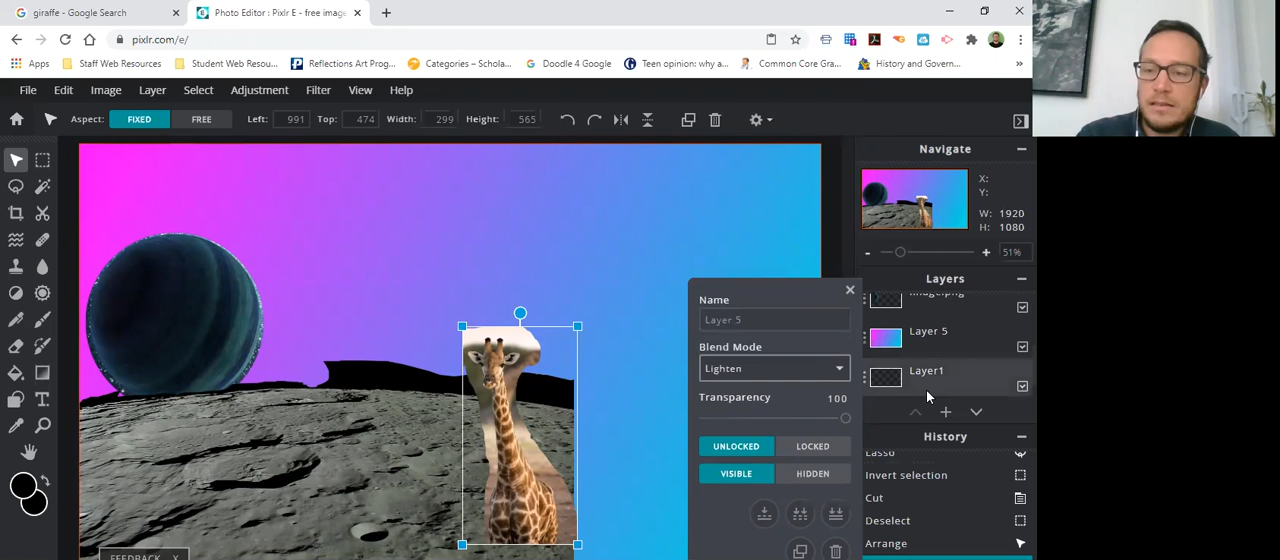 giraffe - Google Search
Photo Editor : Pixlr E - free image
pixlr.com/e/
Apps Staff Web Resources Student Web Resou... Reflections Art Prog... Categories – Schola... Doodle 4 Google Teen opinion: why a... Common Core Gra... History and Govern...
File Edit Image Layer Select Adjustment Filter View Help
Aspect: FIXED FREE Left: 991 Top: 474 Width: 299 Height: 565
Navigate
X:
Y:
W: 1920
H: 1080
51%
Layers
image.png
Layer 5
Layer1
Name
Layer 5
Blend Mode
Lighten
Transparency 100
UNLOCKED LOCKED
VISIBLE HIDDEN
History
Lasso
Invert selection
Cut
Deselect
Arrange
FEEDBACK X